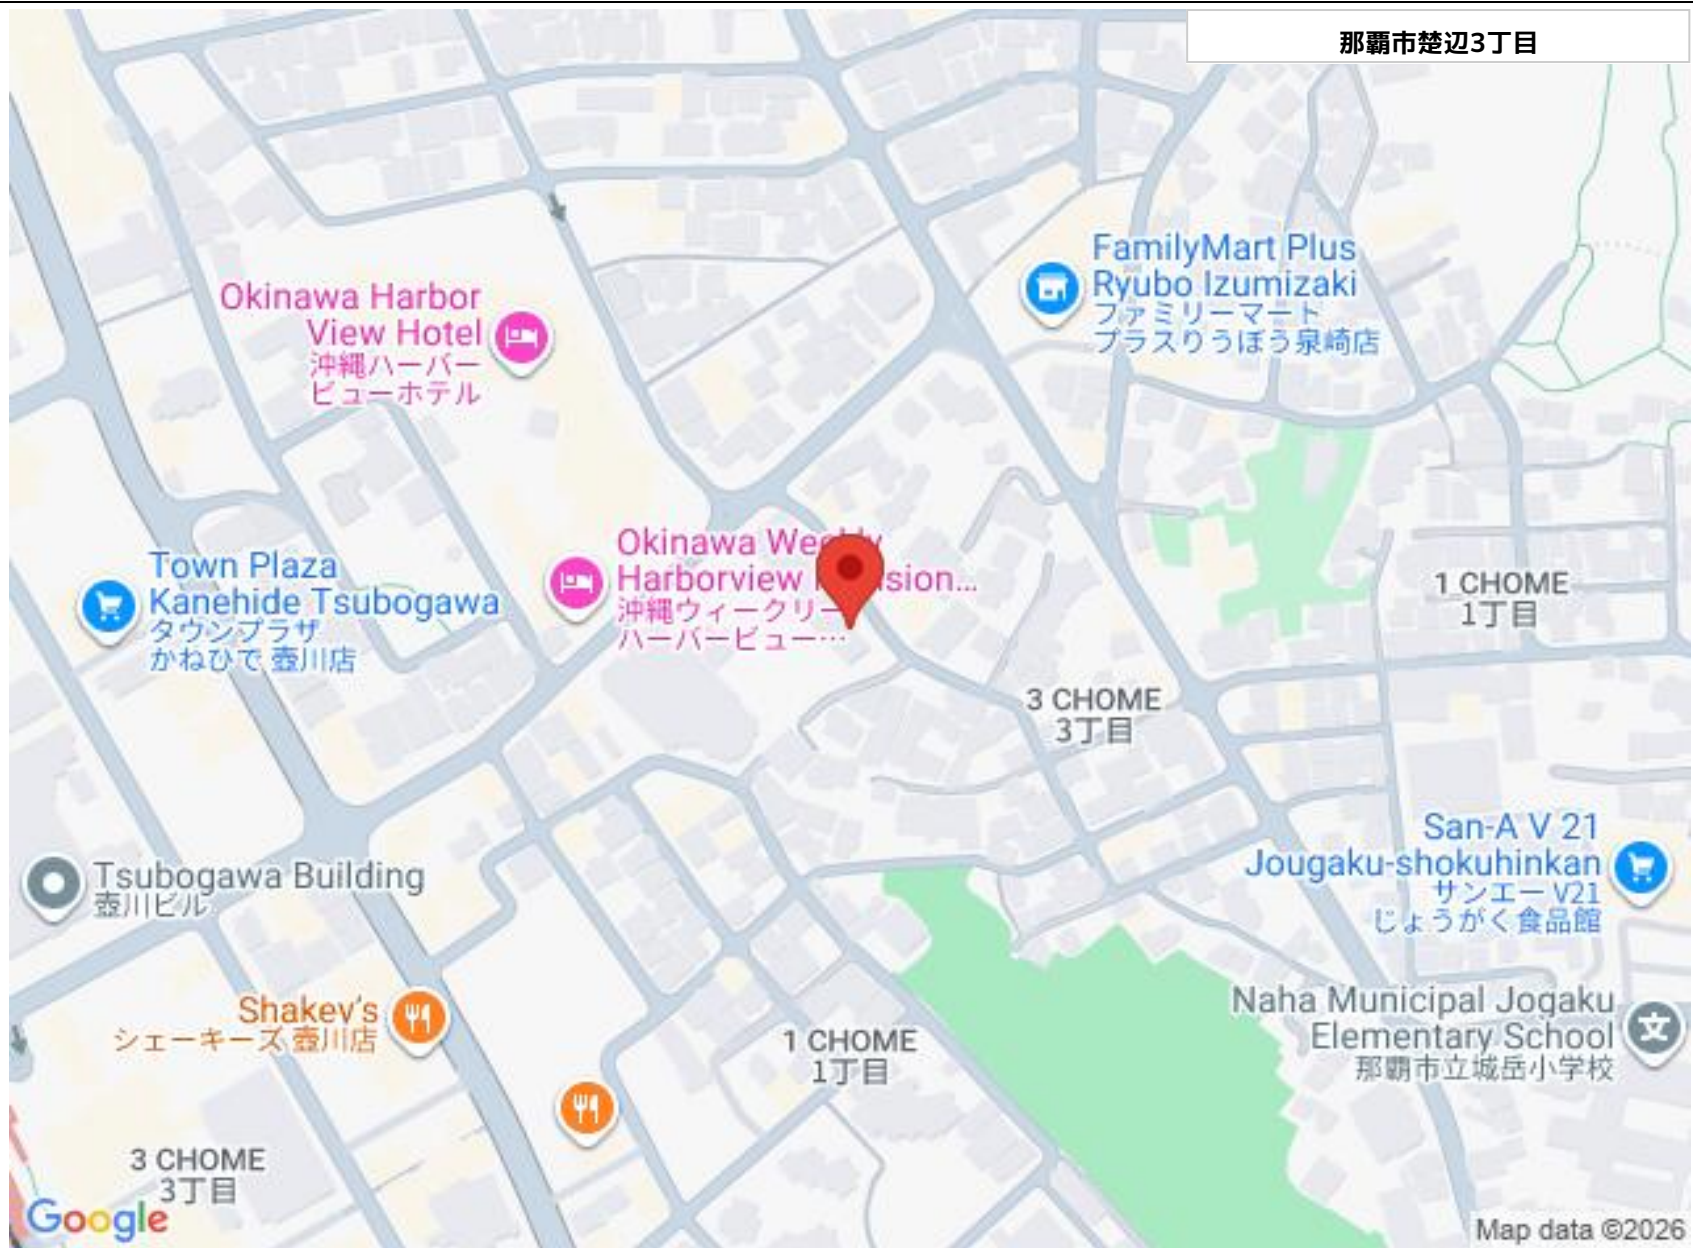 那覇市楚辺3丁目
FamilyMart Plus
Ryubo Izumizaki
ファミリーマート
プラスりうぼう泉崎店
Okinawa Harbor
View Hotel
沖縄ハーバー
ビューホテル
Okinawa Weekly
Harborview
沖縄ウィークリー
ハーバービュー…
Town Plaza
Kanehide Tsubogawa
タウンプラザ
かねひで 壺川店
1 CHOME
1丁目
3 CHOME
3丁目
San-A V 21
Jougaku-shokuhinkan
サンエー V21
じょうがく食品館
Tsubogawa Building
壺川ビル
Shakey's
シェーキーズ 壺川店
Naha Municipal Jogaku
Elementary School
那覇市立城岳小学校
1 CHOME
1丁目
3 CHOME
3丁目
Google
Map data ©2026